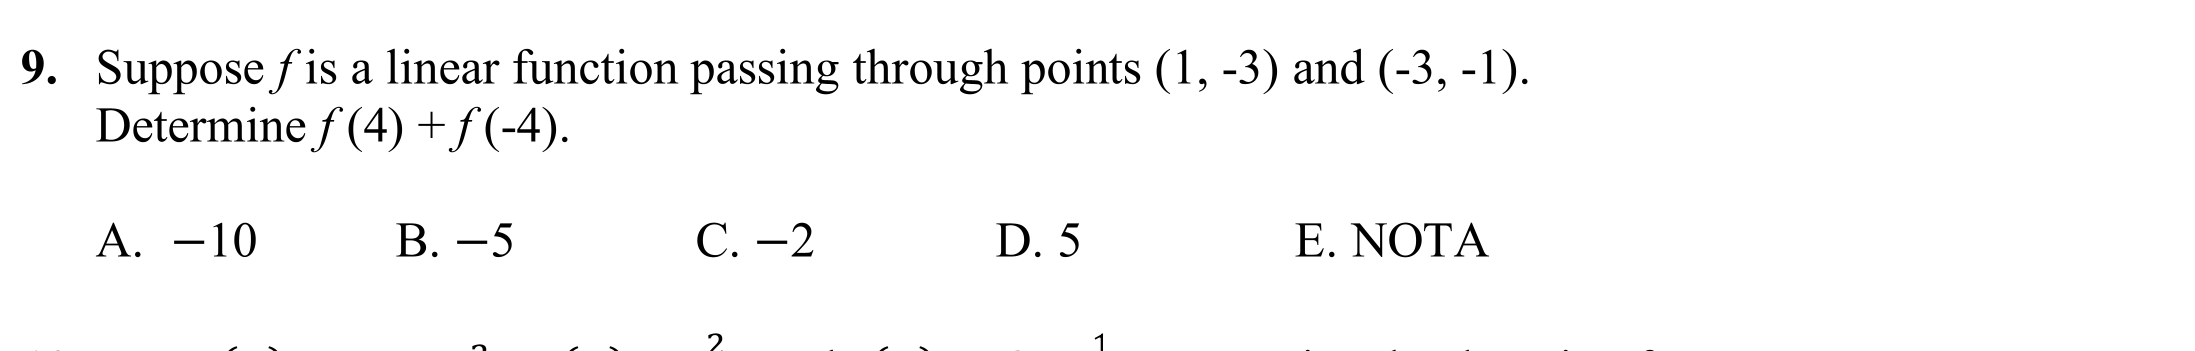 9. Suppose f is a linear function passing through points (1, -3) and (-3, -1).
Determine f (4) + f (-4).
A. −10 B. −5 C. −2 D. 5 E. NOTA